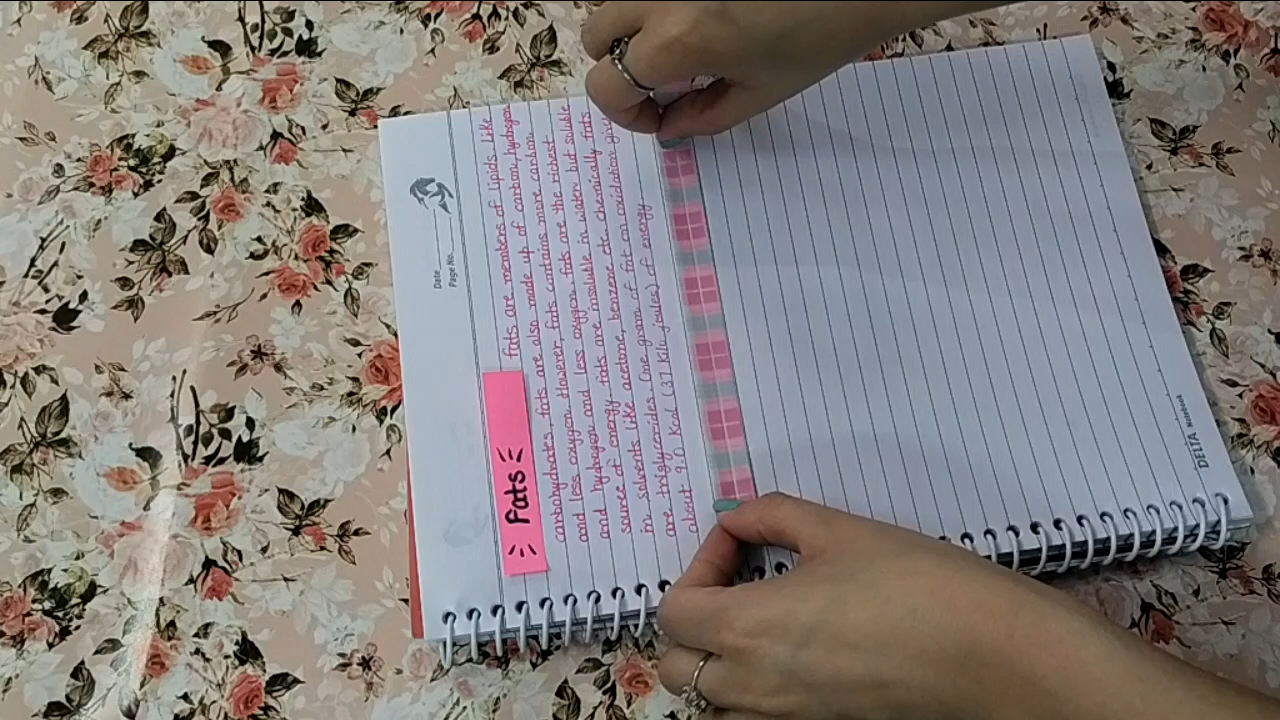 Date
Page No.
Fats
fats are members of lipids. Like
carbohydrates, fats are also made up of carbon, hydrogen
and less oxygen. However, fats contains more carbon
and hydrogen and less oxygen. fats are the richest
source of energy. fats are insoluble in water but soluble
in solvents like acetone, benzene etc. chemically fats
are triglycerides. One gram of fat on oxidation give
about 9.0 Kcal (37 kilo joules) of energy
DELTA Notebook